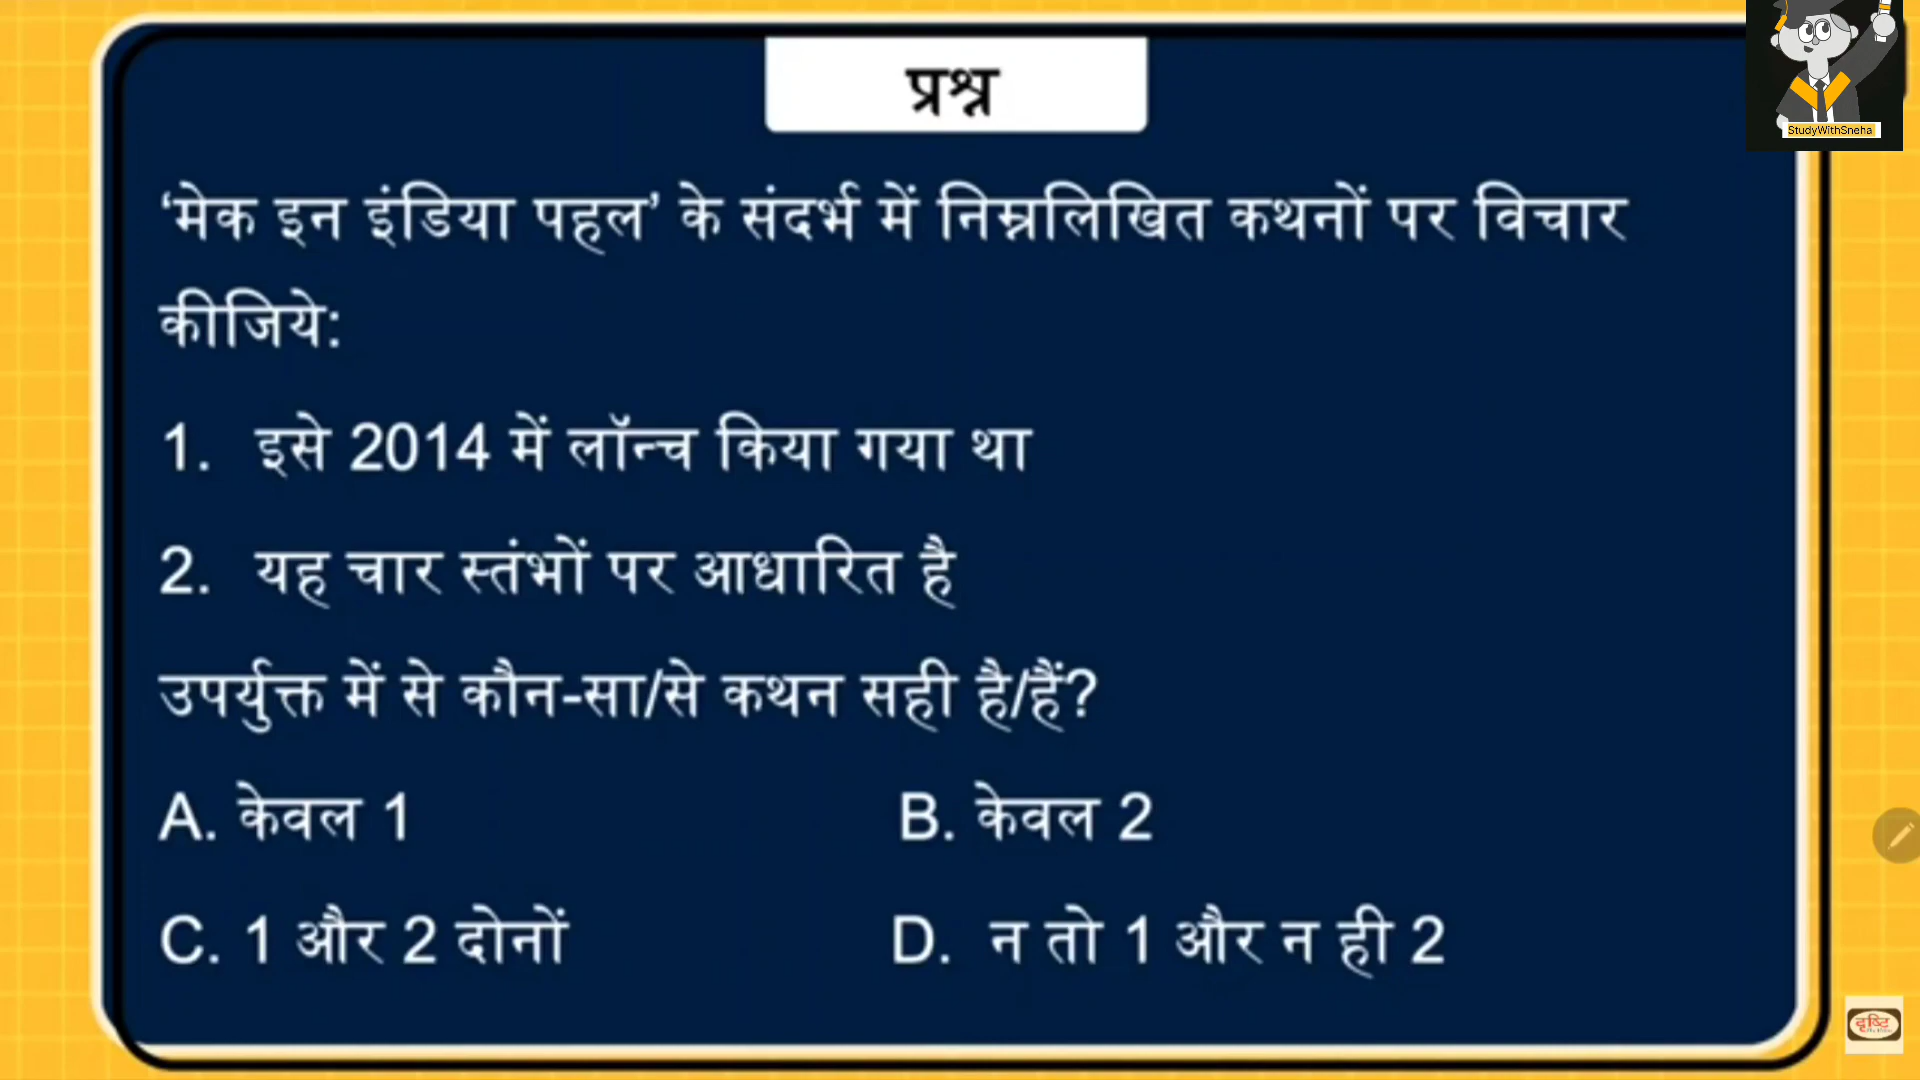 StudyWithSneha
प्रश्न
‘मेक इन इंडिया पहल’ के संदर्भ में निम्नलिखित कथनों पर विचार
कीजिये:
1. इसे 2014 में लॉन्च किया गया था
2. यह चार स्तंभों पर आधारित है
उपर्युक्त में से कौन-सा/से कथन सही है/हैं?
A. केवल 1 B. केवल 2
C. 1 और 2 दोनों D. न तो 1 और न ही 2
दृष्टि